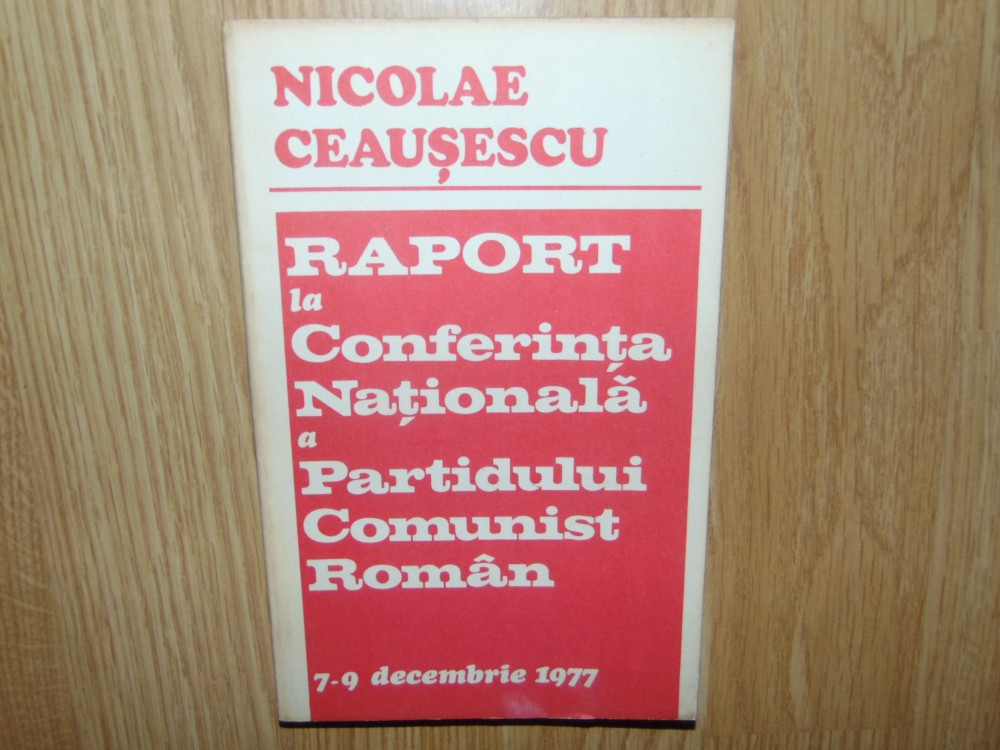 NICOLAE
CEAUȘESCU
RAPORT
la
Conferința
Națională
a
Partidului
Comunist
Român
7-9 decembrie 1977